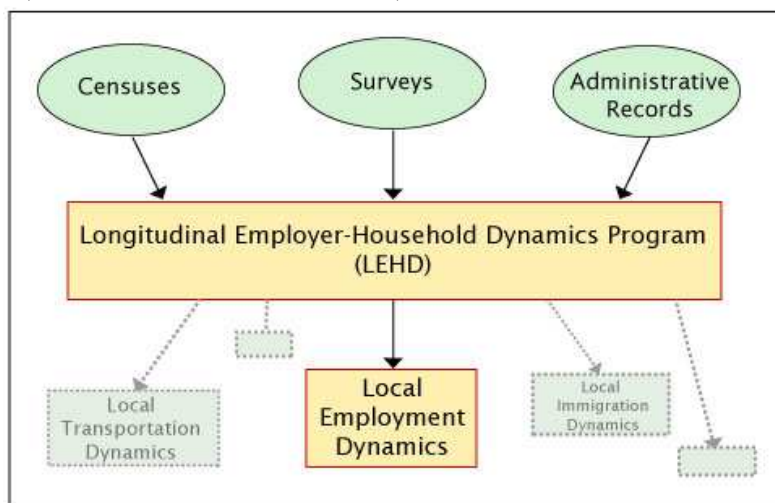 Censuses
Surveys
Administrative
Records
Longitudinal Employer-Household Dynamics Program
(LEHD)
Local
Transportation
Dynamics
Local
Employment
Dynamics
Local
Immigration
Dynamics